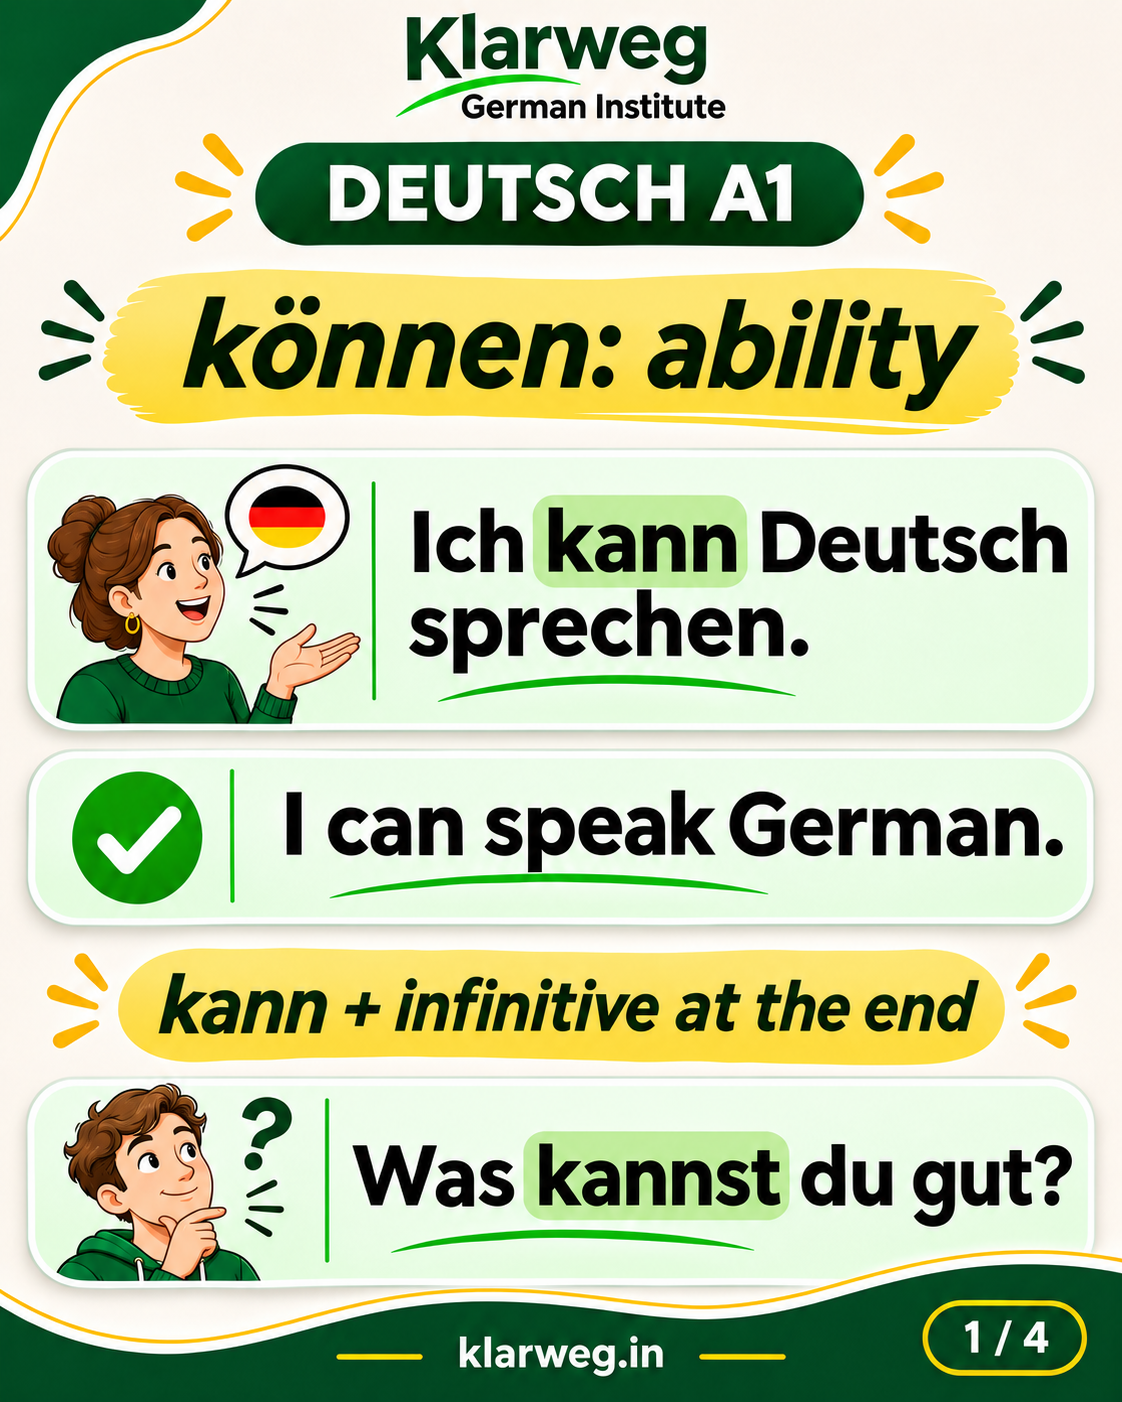 Klarweg
German Institute
DEUTSCH A1
können: ability
Ich kann Deutsch
sprechen.
I can speak German.
kann + infinitive at the end
?
Was kannst du gut?
klarweg.in
1 / 4